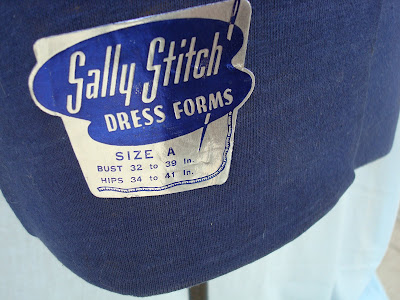 Sally Stitch
DRESS FORMS
SIZE A
BUST 32 to 39 In.
HIPS 34 to 41 In.